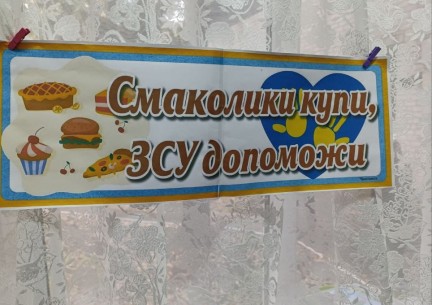 Смаколики купи,
ЗСУ допоможи